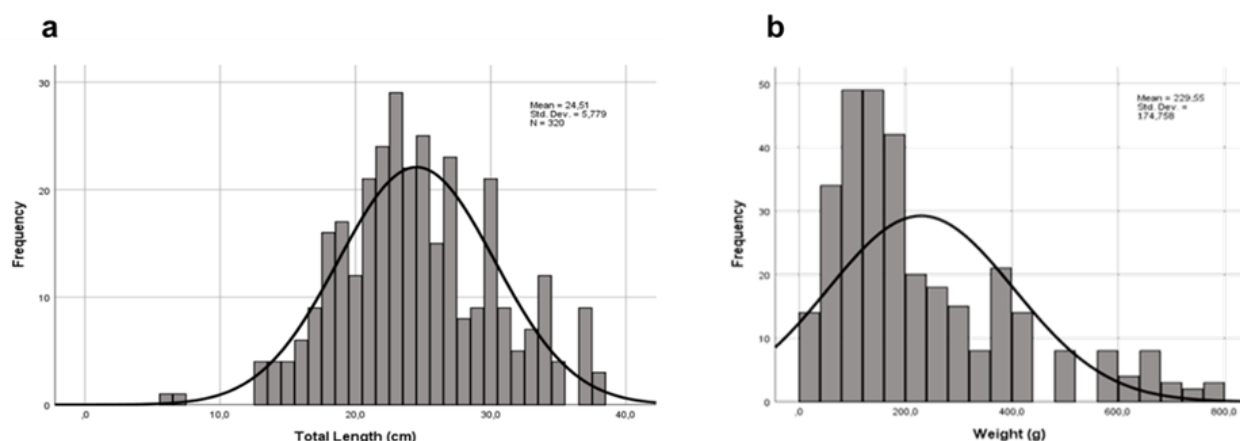 a
30
20
10
0
Frequency
,0
10,0
20,0
30,0
40,0
Total Length (cm)
Mean = 24,51
Std. Dev. = 5,779
N = 320
b
50
40
30
20
10
0
Frequency
,0
200,0
400,0
600,0
800,0
Weight (g)
Mean = 229,55
Std. Dev. =
174,758